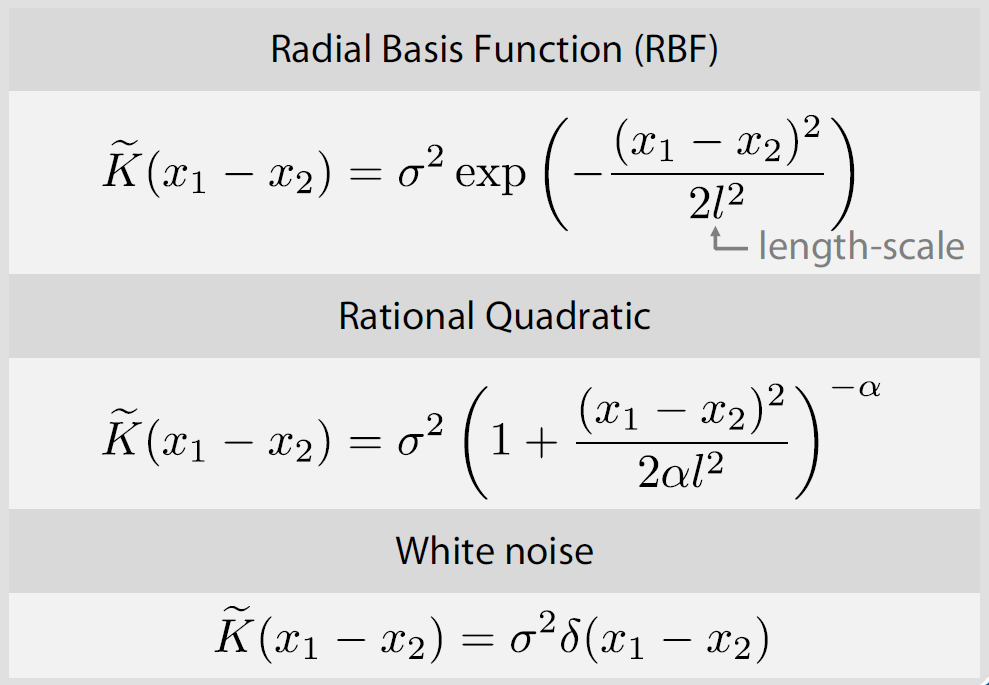 Radial Basis Function (RBF)
K̃(x₁ − x₂) = σ² exp(−(x₁ − x₂)² / 2l²)
length-scale
Rational Quadratic
K̃(x₁ − x₂) = σ² (1 + (x₁ − x₂)² / 2αl²)^−α
White noise
K̃(x₁ − x₂) = σ²δ(x₁ − x₂)